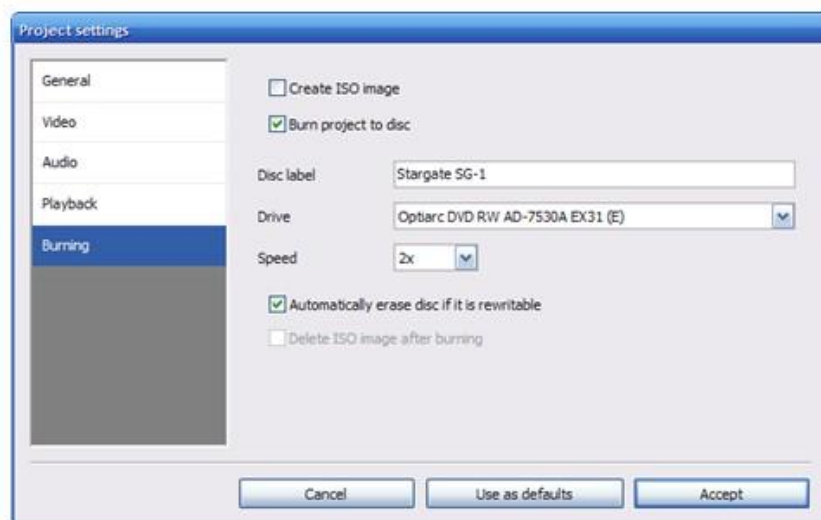 Project settings
General
Video
Audio
Playback
Burning
Create ISO image
Burn project to disc
Disc label
Stargate SG-1
Drive
Optiarc DVD RW AD-7530A EX31 (E)
Speed
2x
Automatically erase disc if it is rewritable
Delete ISO image after burning
Cancel
Use as defaults
Accept